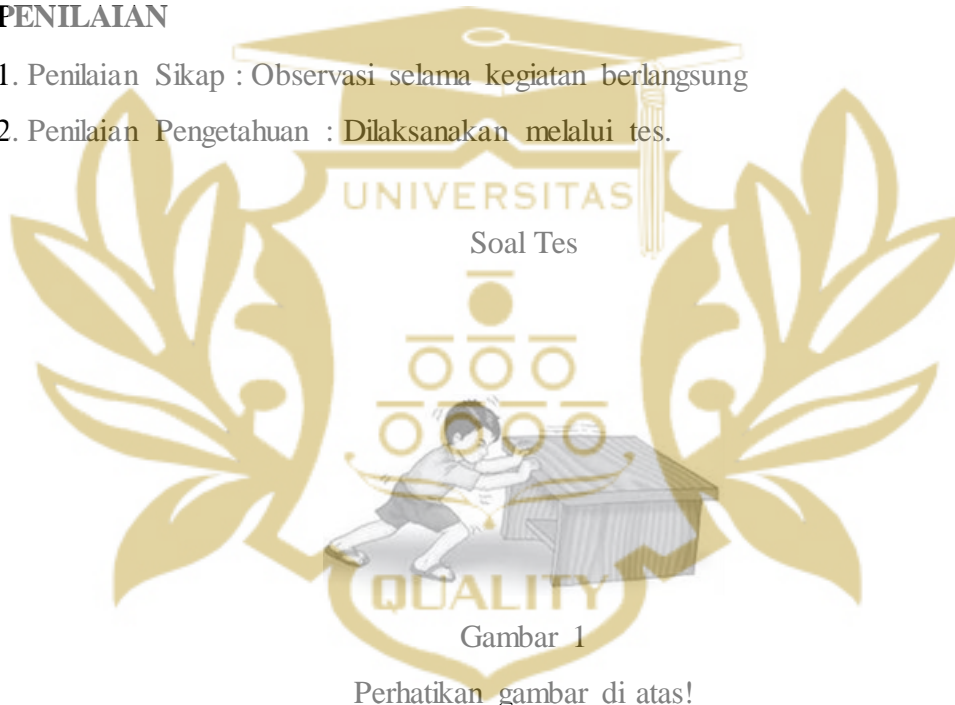 PENILAIAN
1. Penilaian Sikap : Observasi selama kegiatan berlangsung
2. Penilaian Pengetahuan : Dilaksanakan melalui tes.
UNIVERSITAS
Soal Tes
QUALITY
Gambar 1
Perhatikan gambar di atas!